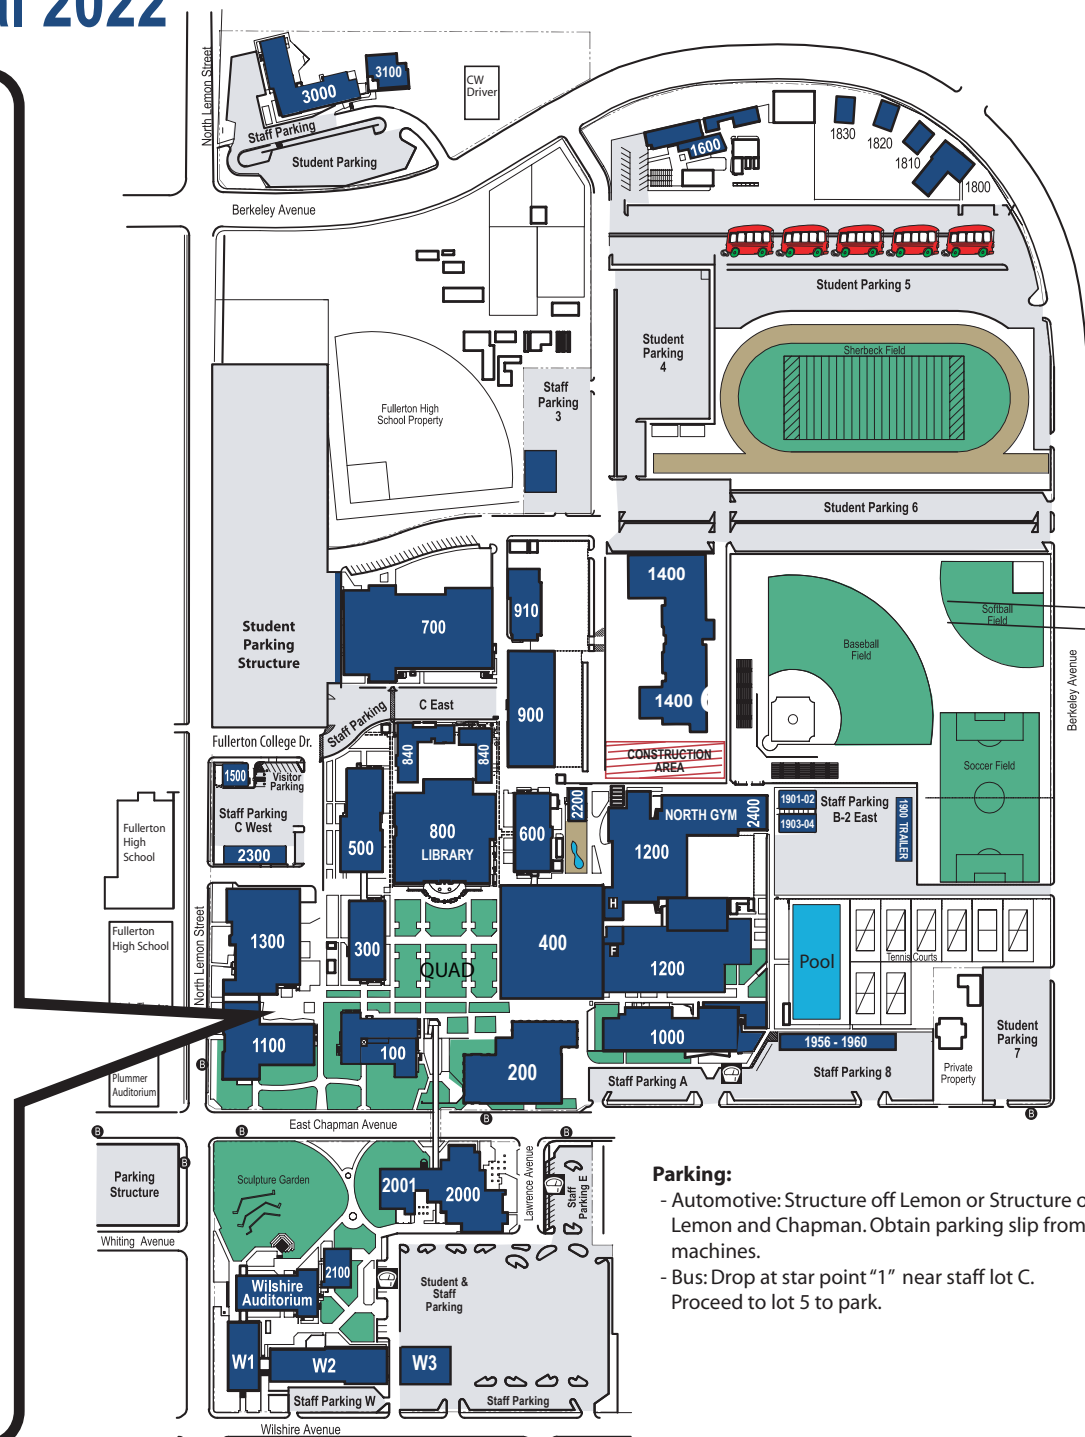 2022
North Lemon Street
3000
3100
CW
Driver
Staff Parking
Student Parking
Berkeley Avenue
1600
1830
1820
1810
1800
Student Parking 5
Student
Parking
4
Sherbeck Field
Fullerton High
School Property
Staff
Parking
3
Student Parking 6
Student
Parking
Structure
700
910
900
1400
1400
Baseball
Field
Softball
Field
Soccer Field
Berkeley Avenue
C East
Staff Parking
CONSTRUCTION
AREA
Fullerton College Dr.
1500
Visitor
Parking
Staff Parking
C West
2300
840
840
500
800
LIBRARY
600
2200
NORTH GYM
2400
1200
1901-02
1903-04
Staff Parking
B-2 East
1900 TRAILER
Fullerton
High
School
Fullerton
High School
North Lemon Street
1300
300
QUAD
400
H
F
1200
Pool
Tennis Courts
1100
100
200
1000
1956 - 1960
Staff Parking A
Staff Parking 8
Private
Property
Student
Parking
7
Plummer
Auditorium
B
East Chapman Avenue
B
B
B
B
B
B
Parking
Structure
Whiting Avenue
Sculpture Garden
2001
2000
Lawrence Avenue
Staff
Parking E
2100
Wilshire
Auditorium
Student &
Staff
Parking
W1
W2
W3
Staff Parking W
Staff Parking
Wilshire Avenue
Parking:
- Automotive: Structure off Lemon or Structure
Lemon and Chapman. Obtain parking slip from
machines.
- Bus: Drop at star point “1” near staff lot C.
Proceed to lot 5 to park.